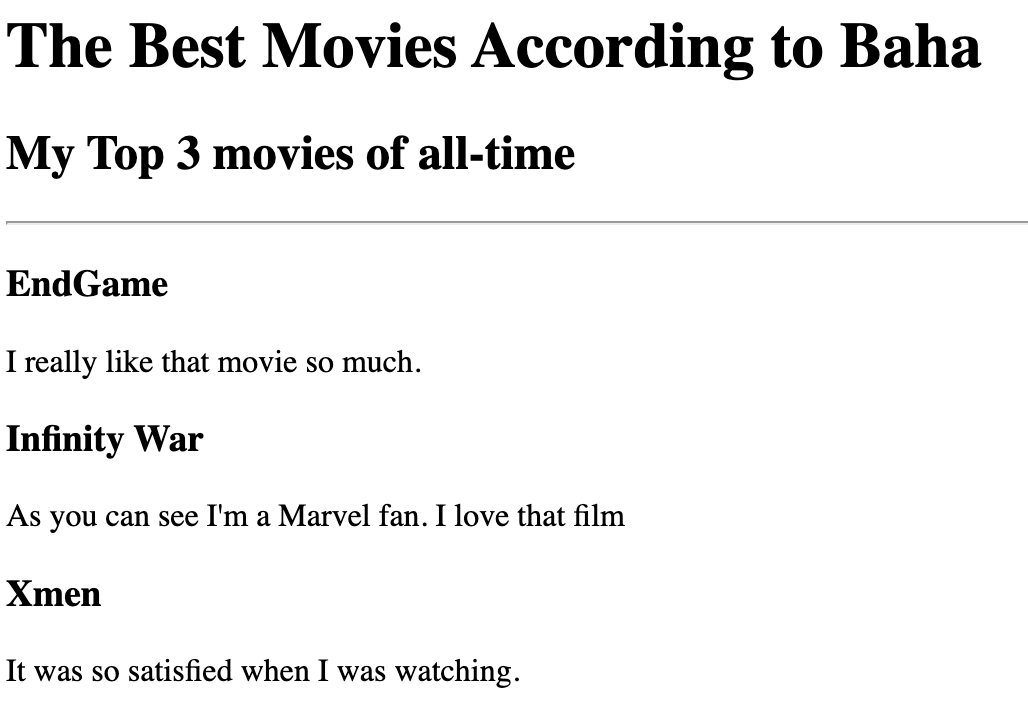 The Best Movies According to Baha
My Top 3 movies of all-time
EndGame
I really like that movie so much.
Infinity War
As you can see I'm a Marvel fan. I love that film
Xmen
It was so satisfied when I was watching.